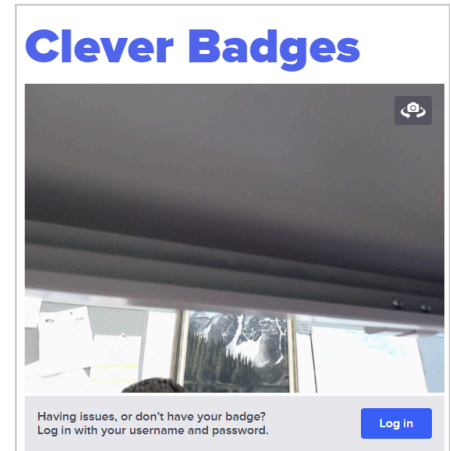 Clever Badges
Having issues, or don't have your badge?
Log in with your username and password.
Log in